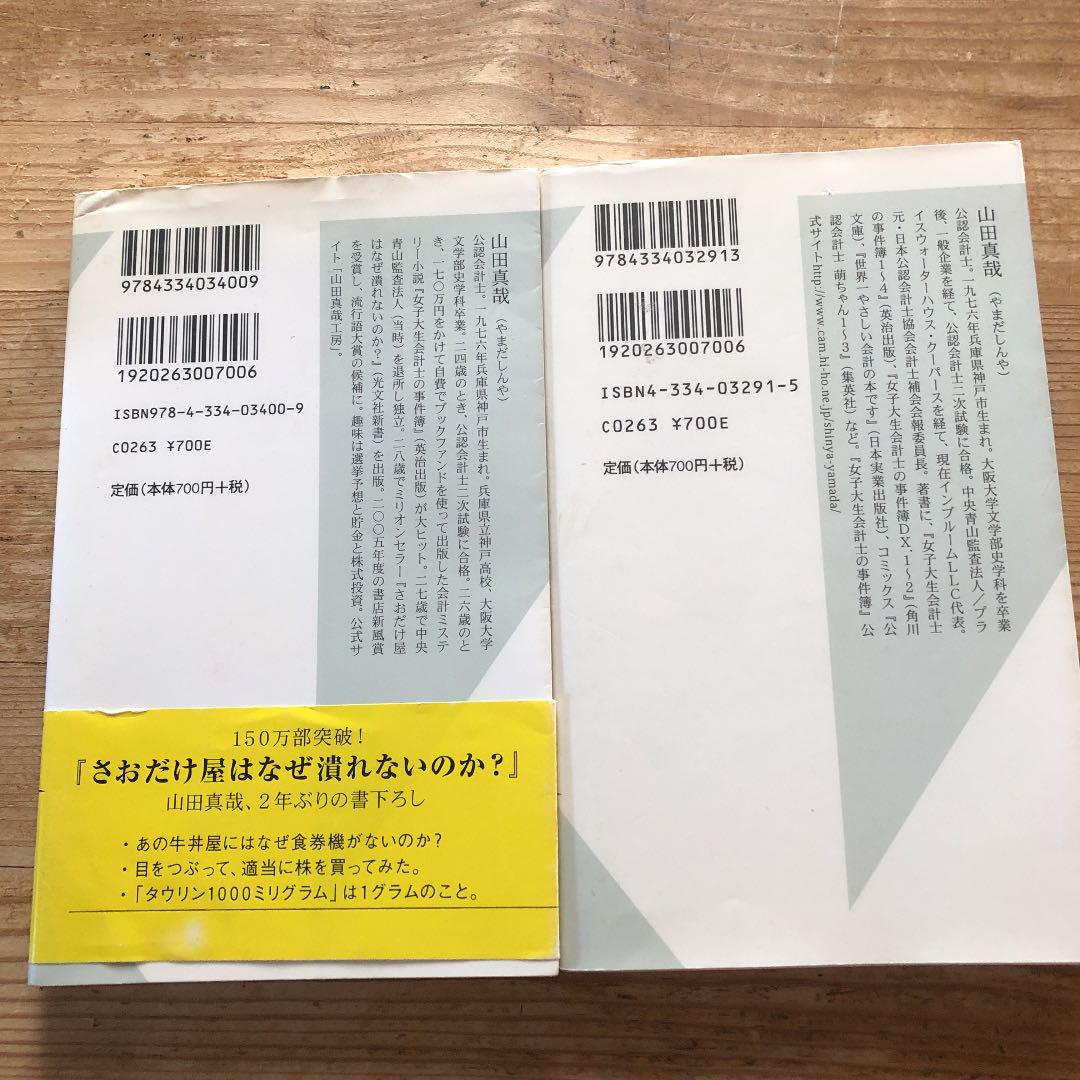 9784334034009
1920263007006
ISBN978-4-334-03400-9
C0263 ¥700E
定価(本体700円+税)
山田真哉 (やまだしんや)
公認会計士。一九七六年兵庫県神戸市生まれ。兵庫県立神戸高校、大阪大学
文学部史学科卒業。二四歳のとき、公認会計士二次試験に合格。二六歳のと
き、一七〇万円をかけて自費でブックファンドを使って出版した会計ミステ
リー小説『女子大生会計士の事件簿』(英治出版)が大ヒット。二七歳で中央
青山監査法人(当時)を退所し独立。二八歳でミリオンセラー『さおだけ屋
はなぜ潰れないのか?』(光文社新書)を出版。二〇〇五年度の書店新風賞
を受賞し、流行語大賞の候補に。趣味は選挙予想と貯金と株式投資。公式サ
イト「山田真哉工房」。
150万部突破!
『さおだけ屋はなぜ潰れないのか?』
山田真哉、2年ぶりの書下ろし
・あの牛丼屋にはなぜ食券機がないのか?
・目をつぶって、適当に株を買ってみた。
・「タウリン1000ミリグラム」は1グラムのこと。
9784334032913
1920263007006
ISBN4-334-03291-5
C0263 ¥700E
定価(本体700円+税)
山田真哉 (やまだしんや)
公認会計士。一九七六年兵庫県神戸市生まれ。大阪大学文学部史学科を卒業
後、一般企業を経て、公認会計士二次試験に合格。中央青山監査法人/プラ
イスウォーターハウス・クーパースを経て、現在インブルームLLC代表。
元・日本公認会計士協会会計士補会会報委員長。著書に、『女子大生会計士
の事件簿1~4』(英治出版)、『女子大生会計士の事件簿DX.1~2』(角川
文庫)、『世界一やさしい会計の本です』(日本実業出版社)、コミックス『公
認会計士 萌ちゃん1~3』(集英社)など。『女子大生会計士の事件簿』公
式サイトhttp://www.cam.hi-ho.ne.jp/shinya-yamada/